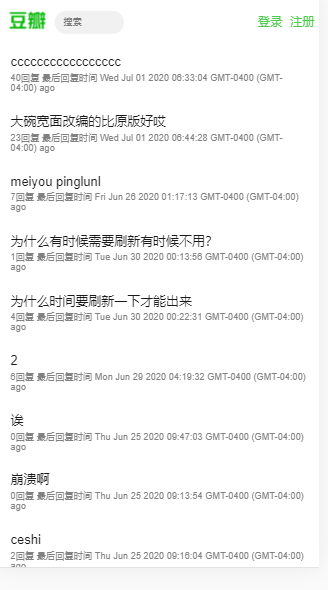 豆瓣 搜索 登录 注册
cccccccccccccccccc
40回复 最后回复时间 Wed Jul 01 2020 06:33:04 GMT-0400 (GMT-
04:00) ago
大碗宽面改编的比原版好哎
23回复 最后回复时间 Wed Jul 01 2020 06:44:28 GMT-0400 (GMT-
04:00) ago
meiyou pinglunl
7回复 最后回复时间 Fri Jun 26 2020 01:17:13 GMT-0400 (GMT-04:00)
ago
为什么有时候需要刷新有时候不用?
1回复 最后回复时间 Tue Jun 30 2020 00:13:56 GMT-0400 (GMT-04:00)
ago
为什么时间要刷新一下才能出来
4回复 最后回复时间 Tue Jun 30 2020 00:22:31 GMT-0400 (GMT-04:00)
ago
2
6回复 最后回复时间 Mon Jun 29 2020 04:19:32 GMT-0400 (GMT-04:00)
ago
诶
0回复 最后回复时间 Thu Jun 25 2020 09:47:03 GMT-0400 (GMT-04:00)
ago
崩溃啊
0回复 最后回复时间 Thu Jun 25 2020 09:13:54 GMT-0400 (GMT-04:00)
ago
ceshi
2回复 最后回复时间 Thu Jun 25 2020 09:16:04 GMT-0400 (GMT-04:00)
ago